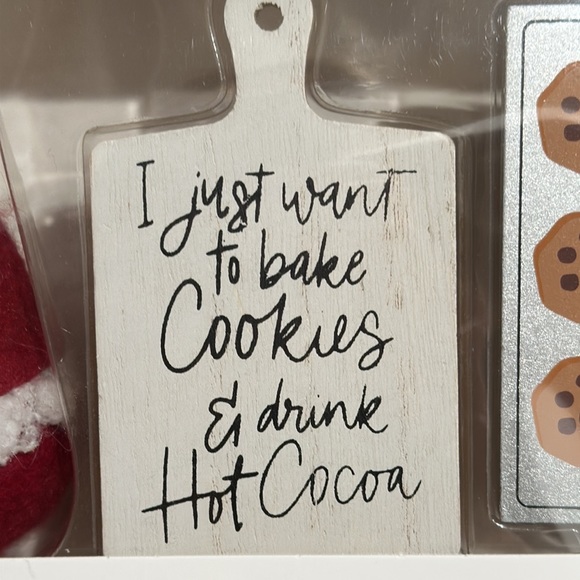 I just want
to bake
Cookies
& drink
Hot Cocoa